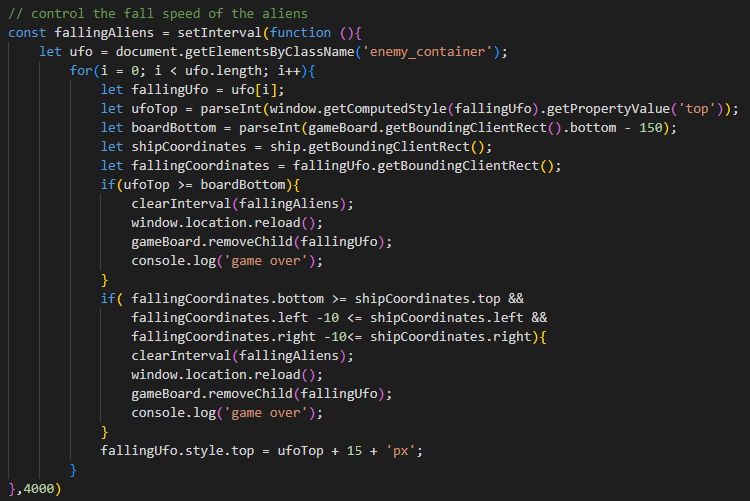 // control the fall speed of the aliens
const fallingAliens = setInterval(function (){
    let ufo = document.getElementsByClassName('enemy_container');
        for(i = 0; i < ufo.length; i++){
            let fallingUfo = ufo[i];
            let ufoTop = parseInt(window.getComputedStyle(fallingUfo).getPropertyValue('top'));
            let boardBottom = parseInt(gameBoard.getBoundingClientRect().bottom - 150);
            let shipCoordinates = ship.getBoundingClientRect();
            let fallingCoordinates = fallingUfo.getBoundingClientRect();
            if(ufoTop >= boardBottom){
                clearInterval(fallingAliens);
                window.location.reload();
                gameBoard.removeChild(fallingUfo);
                console.log('game over');
            }
            if( fallingCoordinates.bottom >= shipCoordinates.top &&
                fallingCoordinates.left -10 <= shipCoordinates.left &&
                fallingCoordinates.right -10<= shipCoordinates.right){
                clearInterval(fallingAliens);
                window.location.reload();
                gameBoard.removeChild(fallingUfo);
                console.log('game over');
            }
            fallingUfo.style.top = ufoTop + 15 + 'px';
        }
},4000)